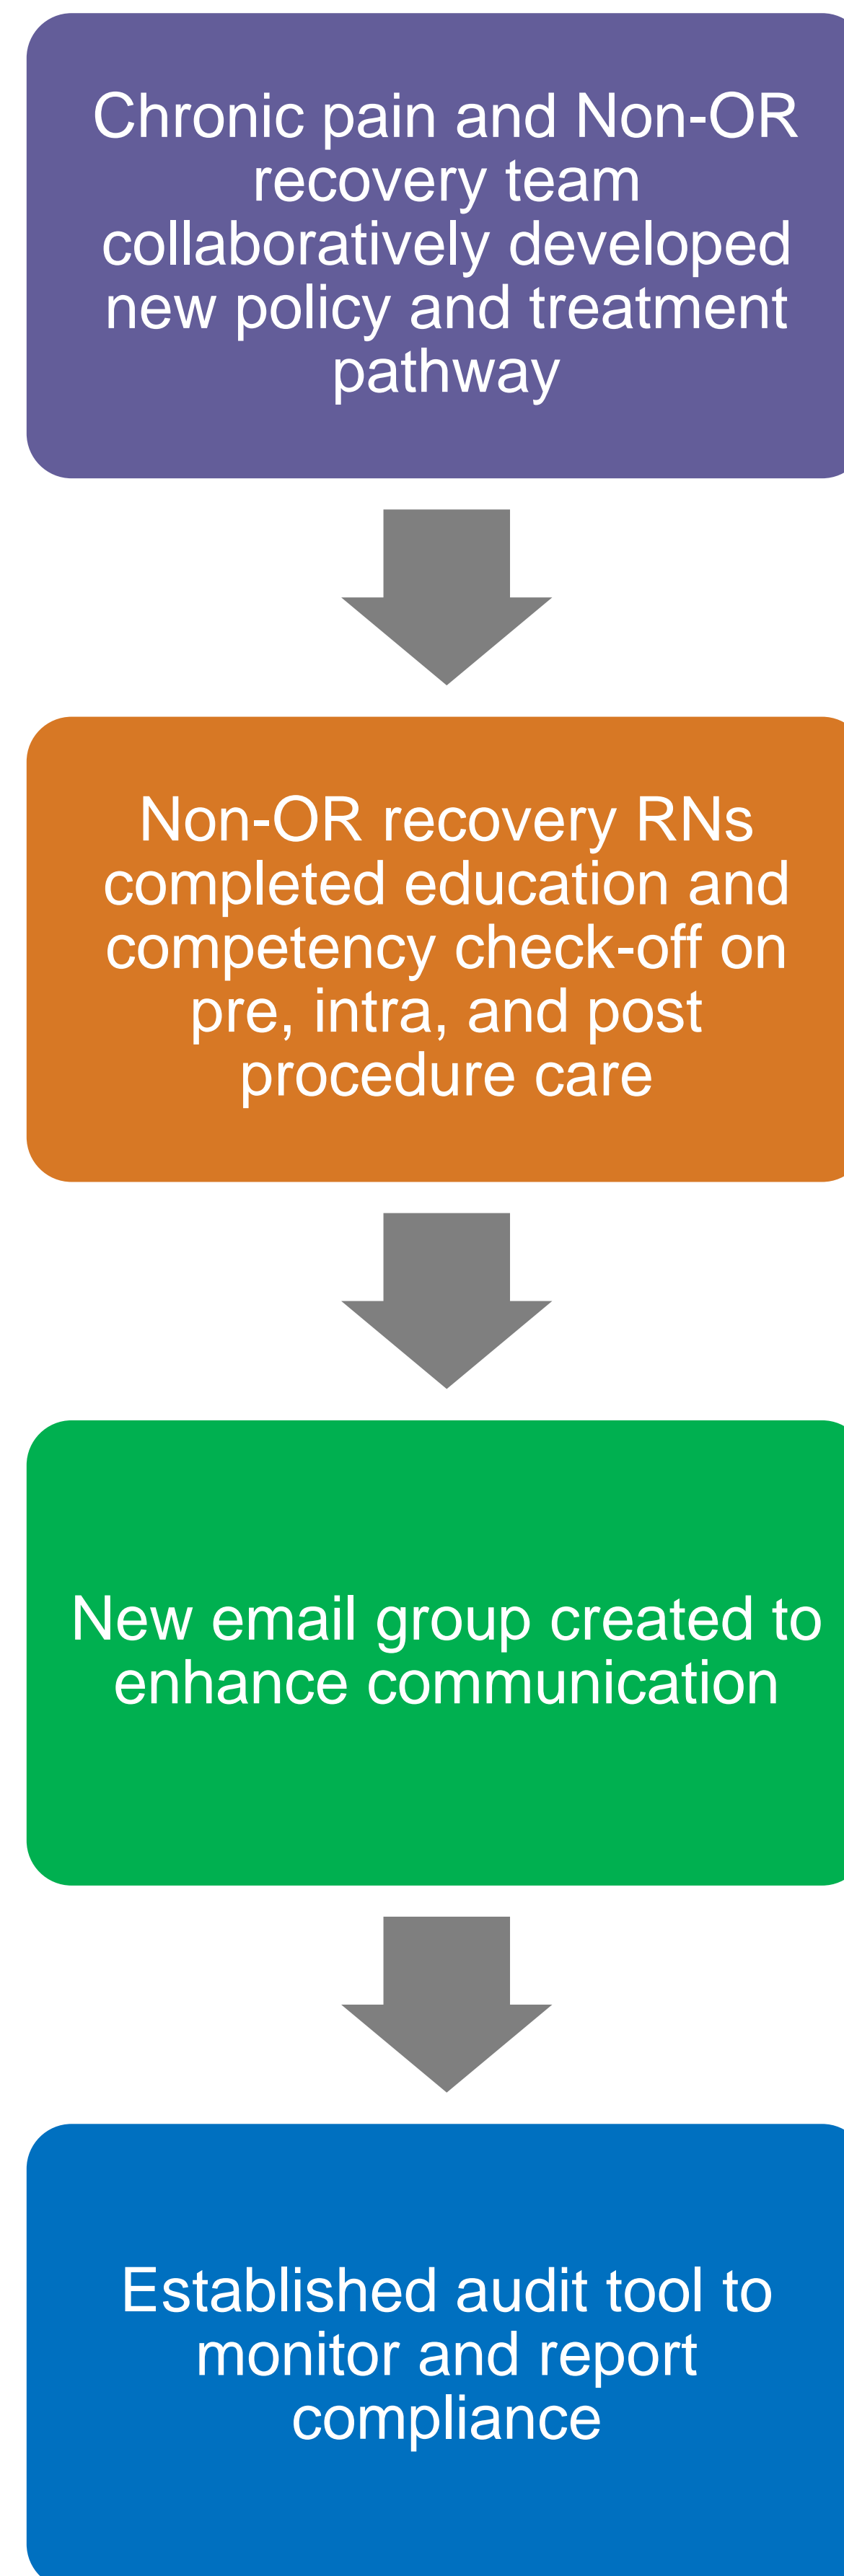 Chronic pain and Non-OR
recovery team
collaboratively developed
new policy and treatment
pathway
Non-OR recovery RNs
completed education and
competency check-off on
pre, intra, and post
procedure care
New email group created to
enhance communication
Established audit tool to
monitor and report
compliance